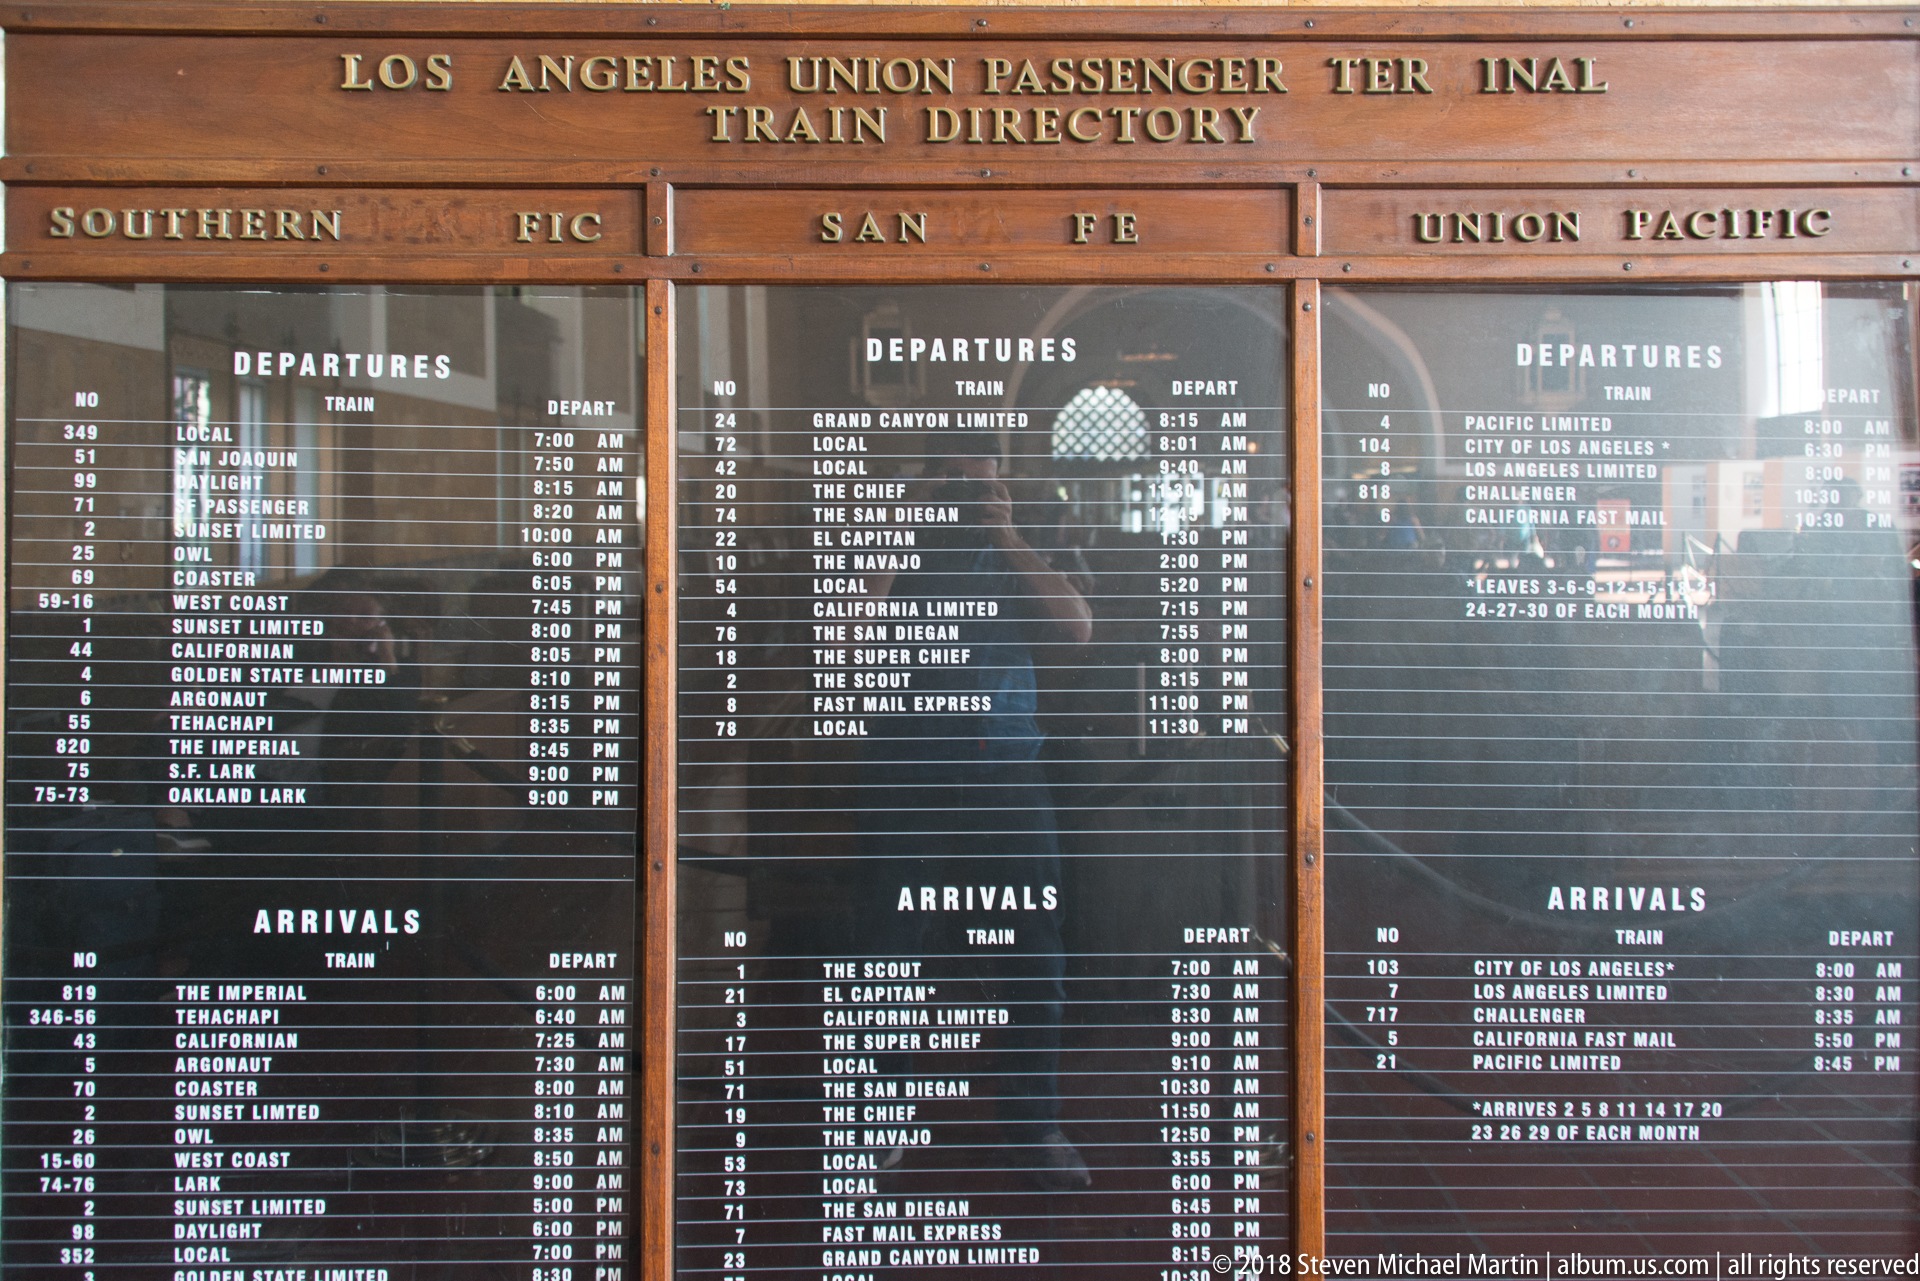 LOS ANGELES UNION PASSENGER TER INAL
TRAIN DIRECTORY
SOUTHERN FIC
DEPARTURES
NO TRAIN DEPART
349 LOCAL 7:00 AM
51 SAN JOAQUIN 7:50 AM
99 DAYLIGHT 8:15 AM
71 SF PASSENGER 8:20 AM
2 SUNSET LIMITED 10:00 AM
25 OWL 6:00 PM
69 COASTER 6:05 PM
59-16 WEST COAST 7:45 PM
1 SUNSET LIMITED 8:00 PM
44 CALIFORNIAN 8:05 PM
4 GOLDEN STATE LIMITED 8:10 PM
6 ARGONAUT 8:15 PM
55 TEHACHAPI 8:35 PM
820 THE IMPERIAL 8:45 PM
75 S.F. LARK 9:00 PM
75-73 OAKLAND LARK 9:00 PM
ARRIVALS
NO TRAIN DEPART
819 THE IMPERIAL 6:00 AM
346-56 TEHACHAPI 6:40 AM
43 CALIFORNIAN 7:25 AM
5 ARGONAUT 7:30 AM
70 COASTER 8:00 AM
2 SUNSET LIMTED 8:10 AM
26 OWL 8:35 AM
15-60 WEST COAST 8:50 AM
74-76 LARK 9:00 AM
2 SUNSET LIMITED 5:00 PM
98 DAYLIGHT 6:00 PM
352 LOCAL 7:00 PM
3 GOLDEN STATE LIMITED 8:30 PM
SAN FE
DEPARTURES
NO TRAIN DEPART
24 GRAND CANYON LIMITED 8:15 AM
72 LOCAL 8:01 AM
42 LOCAL 9:40 AM
20 THE CHIEF 11:30 AM
74 THE SAN DIEGAN 12:45 PM
22 EL CAPITAN 1:30 PM
10 THE NAVAJO 2:00 PM
54 LOCAL 5:20 PM
4 CALIFORNIA LIMITED 7:15 PM
76 THE SAN DIEGAN 7:55 PM
18 THE SUPER CHIEF 8:00 PM
2 THE SCOUT 8:15 PM
8 FAST MAIL EXPRESS 11:00 PM
78 LOCAL 11:30 PM
ARRIVALS
NO TRAIN DEPART
1 THE SCOUT 7:00 AM
21 EL CAPITAN* 7:30 AM
3 CALIFORNIA LIMITED 8:30 AM
17 THE SUPER CHIEF 9:00 AM
51 LOCAL 9:10 AM
71 THE SAN DIEGAN 10:30 AM
19 THE CHIEF 11:50 AM
9 THE NAVAJO 12:50 PM
53 LOCAL 3:55 PM
73 LOCAL 6:00 PM
71 THE SAN DIEGAN 6:45 PM
7 FAST MAIL EXPRESS 8:00 PM
23 GRAND CANYON LIMITED 8:15 PM
LOCAL 10:30
UNION PACIFIC
DEPARTURES
NO TRAIN DEPART
4 PACIFIC LIMITED 8:00 AM
104 CITY OF LOS ANGELES * 6:30 PM
8 LOS ANGELES LIMITED 8:00 PM
818 CHALLENGER 10:30 PM
6 CALIFORNIA FAST MAIL 10:30 PM
*LEAVES 3-6-9-12-15-18-21
24-27-30 OF EACH MONTH
ARRIVALS
NO TRAIN DEPART
103 CITY OF LOS ANGELES* 8:00 AM
7 LOS ANGELES LIMITED 8:30 AM
717 CHALLENGER 8:35 AM
5 CALIFORNIA FAST MAIL 5:50 PM
21 PACIFIC LIMITED 8:45 PM
*ARRIVES 2 5 8 11 14 17 20
23 26 29 OF EACH MONTH
© 2018 Steven Michael Martin | album.us.com | all rights reserved